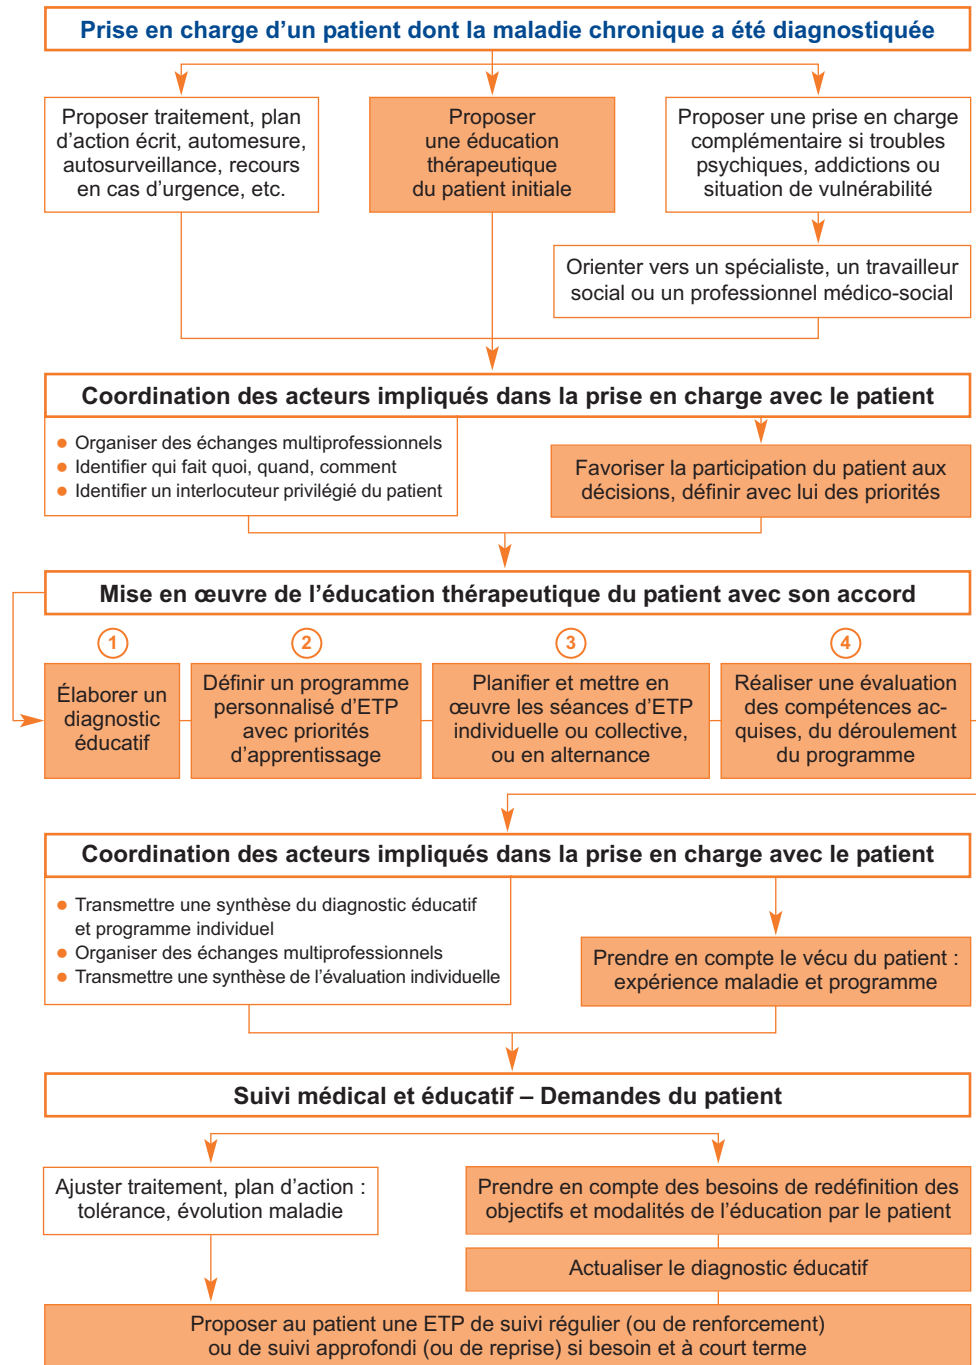 Prise en charge d’un patient dont la maladie chronique a été diagnostiquée
Proposer traitement, plan
d’action écrit, automesure,
autosurveillance, recours
en cas d’urgence, etc.
Proposer
une éducation
thérapeutique
du patient initiale
Proposer une prise en charge
complémentaire si troubles
psychiques, addictions ou
situation de vulnérabilité
Orienter vers un spécialiste, un travailleur
social ou un professionnel médico-social
Coordination des acteurs impliqués dans la prise en charge avec le patient
● Organiser des échanges multiprofessionnels
● Identifier qui fait quoi, quand, comment
● Identifier un interlocuteur privilégié du patient
Favoriser la participation du patient aux
décisions, définir avec lui des priorités
Mise en œuvre de l’éducation thérapeutique du patient avec son accord
1
Élaborer un
diagnostic
éducatif
2
Définir un programme
personnalisé d’ETP
avec priorités
d’apprentissage
3
Planifier et mettre en
œuvre les séances d’ETP
individuelle ou collective,
ou en alternance
4
Réaliser une évaluation
des compétences ac-
quises, du déroulement
du programme
Coordination des acteurs impliqués dans la prise en charge avec le patient
● Transmettre une synthèse du diagnostic éducatif
et programme individuel
● Organiser des échanges multiprofessionnels
● Transmettre une synthèse de l’évaluation individuelle
Prendre en compte le vécu du patient :
expérience maladie et programme
Suivi médical et éducatif – Demandes du patient
Ajuster traitement, plan d’action :
tolérance, évolution maladie
Prendre en compte des besoins de redéfinition des
objectifs et modalités de l’éducation par le patient
Actualiser le diagnostic éducatif
Proposer au patient une ETP de suivi régulier (ou de renforcement)
ou de suivi approfondi (ou de reprise) si besoin et à court terme